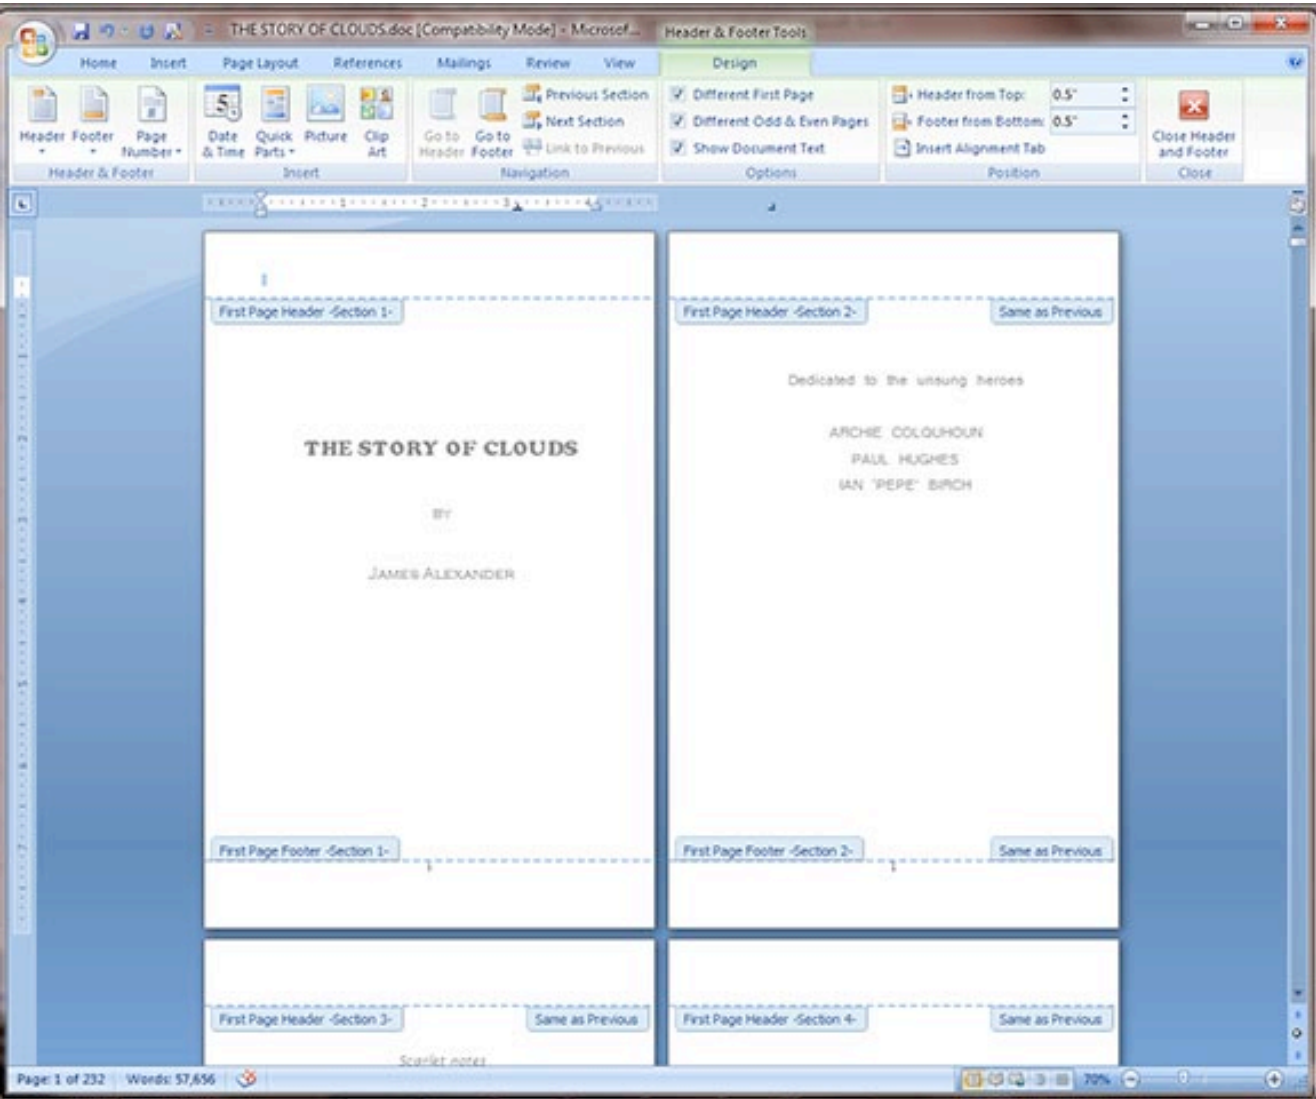 THE STORY OF CLOUDS.doc [Compatibility Mode] - Microsof... Header & Footer Tools
Home Insert Page Layout References Mailings Review View Design
Header Footer Page Number
Header & Footer
Date & Time Quick Parts Picture Clip Art
Insert
Go to Header Go to Footer
Previous Section
Next Section
Link to Previous
Navigation
Different First Page
Different Odd & Even Pages
Show Document Text
Options
Header from Top: 0.5"
Footer from Bottom: 0.5"
Insert Alignment Tab
Position
Close Header and Footer
Close
First Page Header -Section 1-
THE STORY OF CLOUDS
BY
JAMES ALEXANDER
First Page Footer -Section 1-
First Page Header -Section 2- Same as Previous
Dedicated to the unsung heroes
ARCHIE COLQUHOUN
PAUL HUGHES
IAN "PEPE" BIRCH
First Page Footer -Section 2- Same as Previous
First Page Header -Section 3- Same as Previous
Scarlet notes
First Page Header -Section 4- Same as Previous
Page: 1 of 232 Words: 57,656 70%